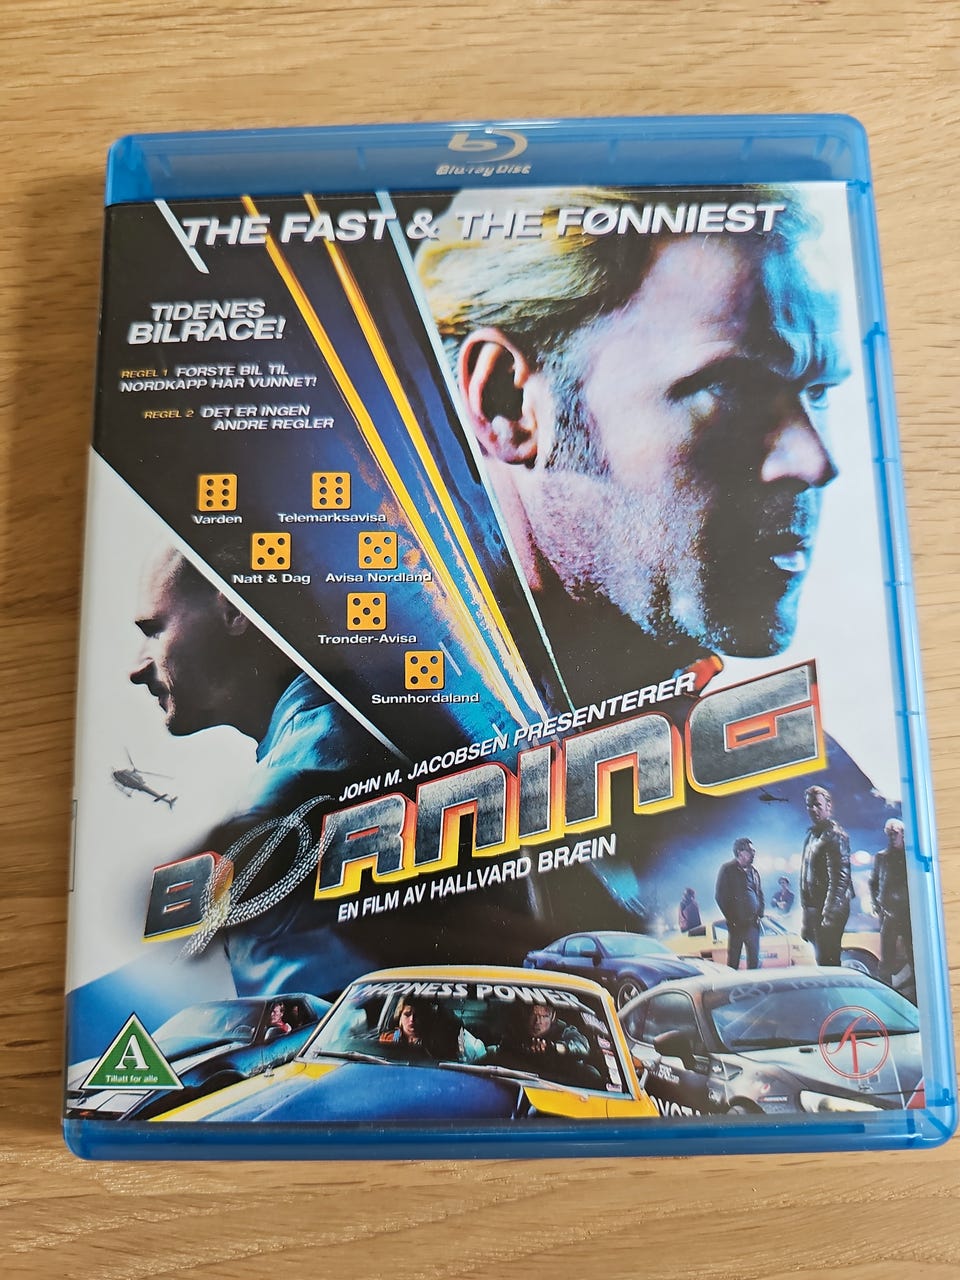 Blu-ray Disc
THE FAST & THE FØNNIEST
TIDENES
BILRACE!
REGEL 1 FØRSTE BIL TIL
NORDKAPP HAR VUNNET!
REGEL 2 DET ER INGEN
ANDRE REGLER
Varden
Telemarksavisa
Natt & Dag
Avisa Nordland
Trønder-Avisa
Sunnhordaland
JOHN M. JACOBSEN PRESENTERER
BØRNING
EN FILM AV HALLVARD BRÆIN
MADNESS POWER
TOYOTA
TOYOTA
A
Tillatt for alle